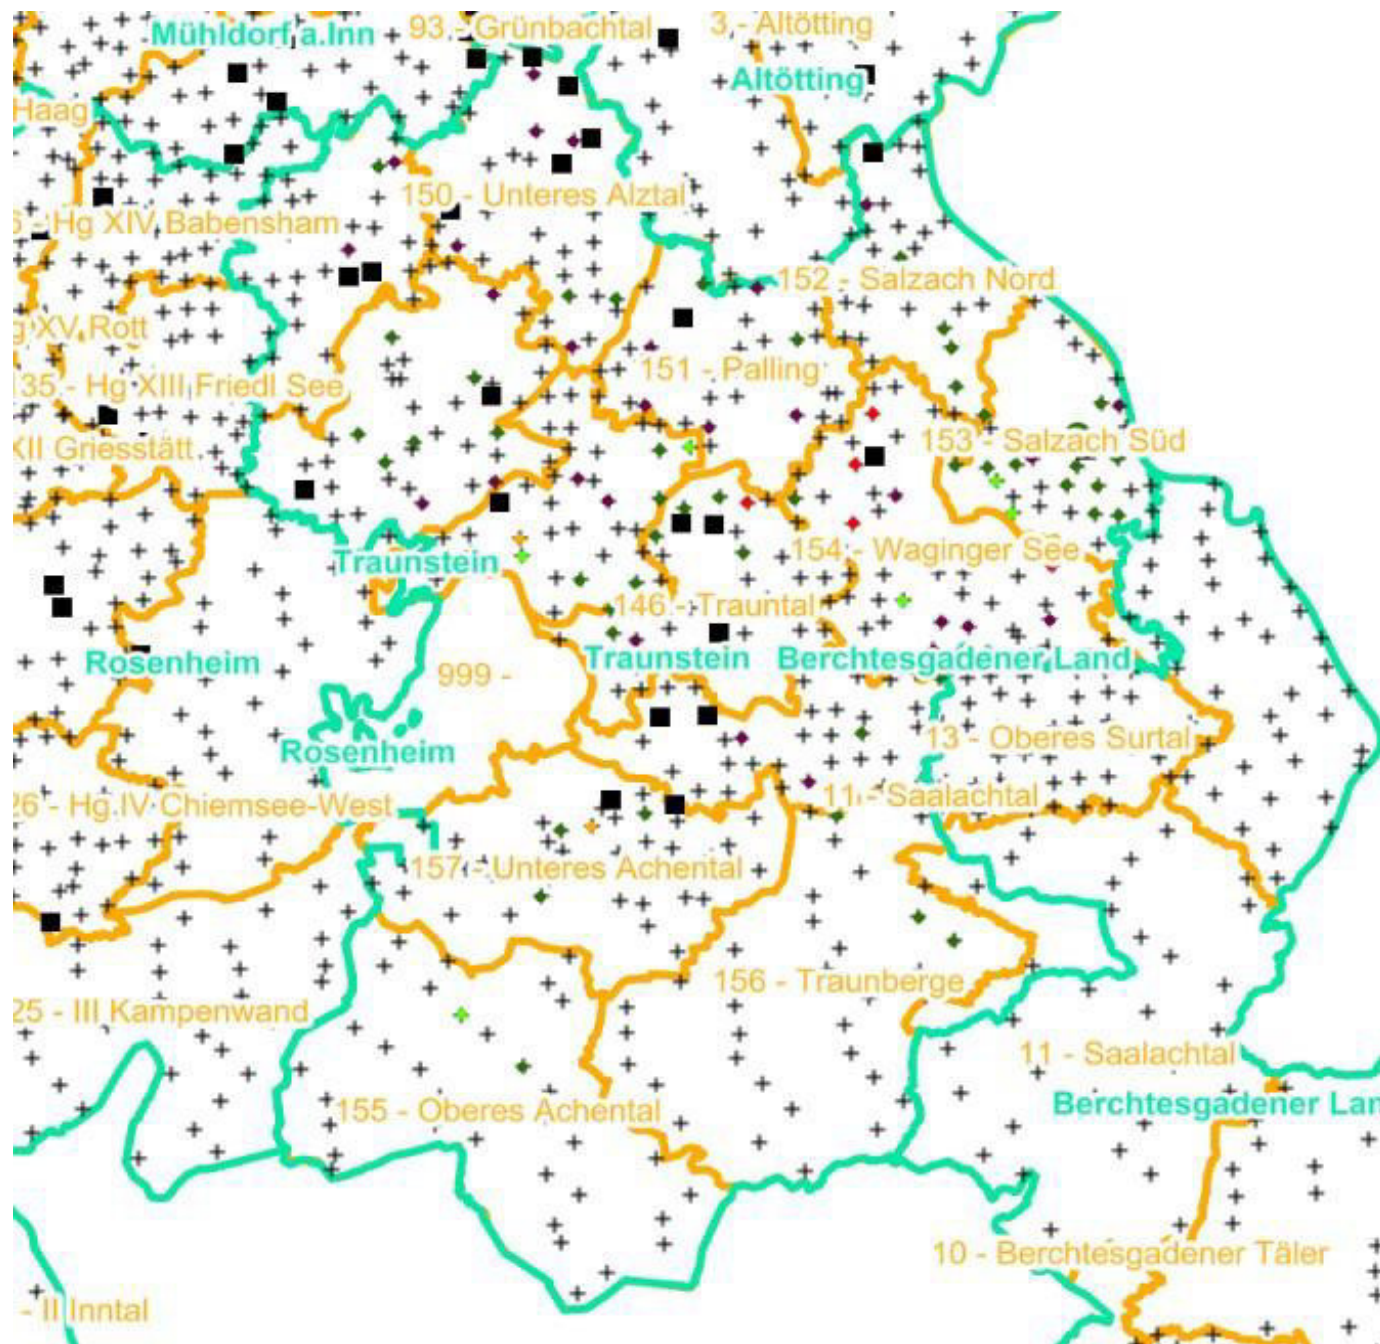 Mühldorf a.Inn
93 - Grünbachtal
3 - Altötting
Altötting
Haag
150 - Unteres Alztal
6 - Hg XIV Babensham
152 - Salzach Nord
g XV Rott
151 - Palling
135 - Hg XIII Friedl See
XII Griesstätt
153 - Salzach Süd
154 - Waginger See
Traunstein
146 - Trauntal
Rosenheim
999 -
Traunstein
Berchtesgadener Land
Rosenheim
13 - Oberes Surtal
26 - Hg IV Chiemsee-West
11 - Saalachtal
157 - Unteres Achental
156 - Traunberge
25 - III Kampenwand
11 - Saalachtal
155 - Oberes Achental
Berchtesgadener Lan
10 - Berchtesgadener Täler
- II Inntal